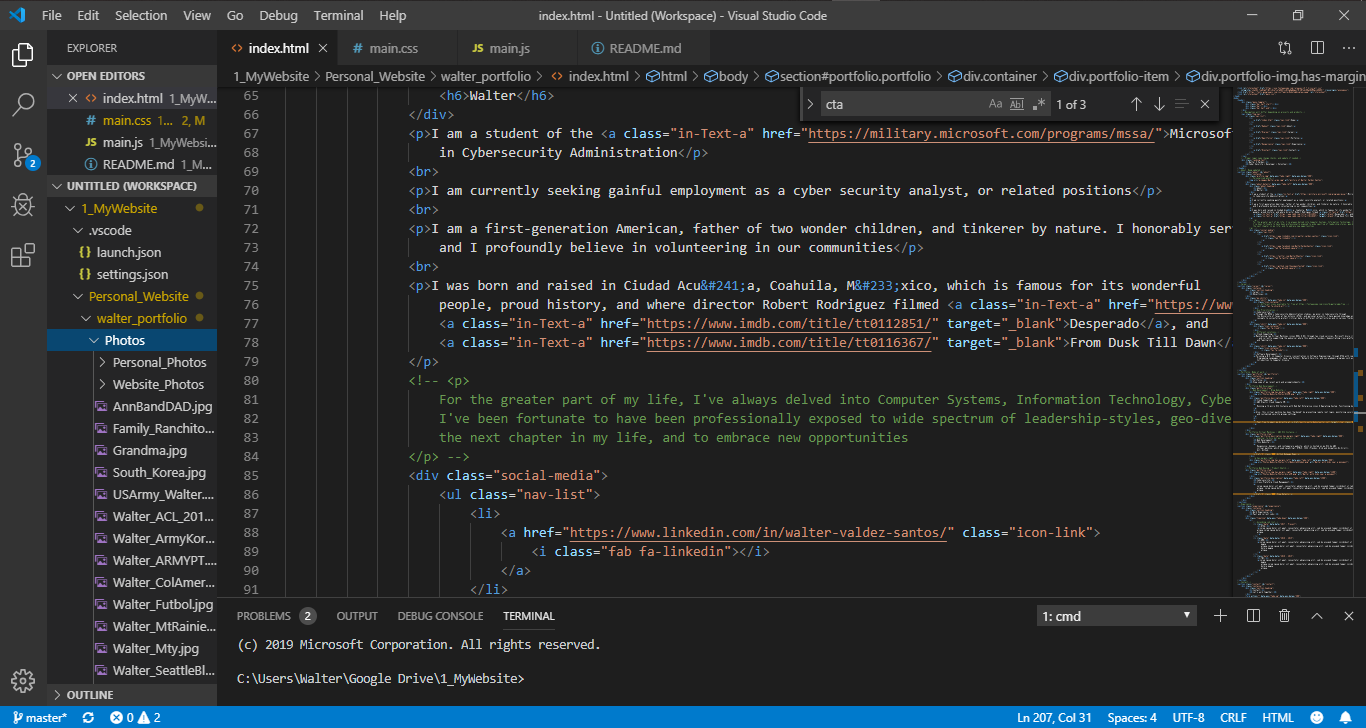 File Edit Selection View Go Debug Terminal Help index.html - Untitled (Workspace) - Visual Studio Code
EXPLORER
OPEN EDITORS
index.html 1_MyW...
main.css 1... 2, M
main.js 1_MyWebsi...
README.md 1_M...
UNTITLED (WORKSPACE)
1_MyWebsite
.vscode
{} launch.json
{} settings.json
Personal_Website
walter_portfolio
Photos
Personal_Photos
Website_Photos
AnnBandDAD.jpg
Family_Ranchito...
Grandma.jpg
South_Korea.jpg
USArmy_Walter...
Walter_ACL_201...
Walter_ArmyKor...
Walter_ARMYPT...
Walter_ColAmer...
Walter_Futbol.jpg
Walter_MtRainie...
Walter_Mty.jpg
Walter_SeattleBl...
OUTLINE
<> index.html # main.css JS main.js README.md
1_MyWebsite > Personal_Website > walter_portfolio > <> index.html > html > body > section#portfolio.portfolio > div.container > div.portfolio-item > div.portfolio-img.has-margin
cta Aa Abl .* 1 of 3
65 <h6>Walter</h6>
66 </div>
67 <p>I am a student of the <a class="in-Text-a" href="https://military.microsoft.com/programs/mssa/">Microsof
68 in Cybersecurity Administration</p>
69 <br>
70 <p>I am currently seeking gainful employment as a cyber security analyst, or related positions</p>
71 <br>
72 <p>I am a first-generation American, father of two wonder children, and tinkerer by nature. I honorably ser
73 and I profoundly believe in volunteering in our communities</p>
74 <br>
75 <p>I was born and raised in Ciudad Acu&#241;a, Coahuila, M&#233;xico, which is famous for its wonderful
76 people, proud history, and where director Robert Rodriguez filmed <a class="in-Text-a" href="https://ww
77 <a class="in-Text-a" href="https://www.imdb.com/title/tt0112851/" target="_blank">Desperado</a>, and
78 <a class="in-Text-a" href="https://www.imdb.com/title/tt0116367/" target="_blank">From Dusk Till Dawn</
79 </p>
80 <!-- <p>
81 For the greater part of my life, I've always delved into Computer Systems, Information Technology, Cybe
82 I've been fortunate to have been professionally exposed to wide spectrum of leadership-styles, geo-dive
83 the next chapter in my life, and to embrace new opportunities
84 </p> -->
85 <div class="social-media">
86 <ul class="nav-list">
87 <li>
88 <a href="https://www.linkedin.com/in/walter-valdez-santos/" class="icon-link">
89 <i class="fab fa-linkedin"></i>
90 </a>
91 </li>
PROBLEMS 2 OUTPUT DEBUG CONSOLE TERMINAL 1: cmd
(c) 2019 Microsoft Corporation. All rights reserved.
C:\Users\Walter\Google Drive\1_MyWebsite>
master* 0 2 Ln 207, Col 31 Spaces: 4 UTF-8 CRLF HTML